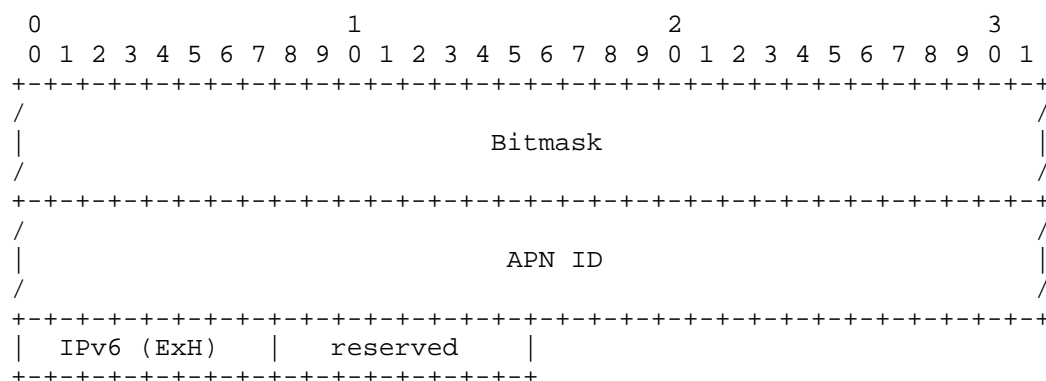 0                   1                   2                   3
 0 1 2 3 4 5 6 7 8 9 0 1 2 3 4 5 6 7 8 9 0 1 2 3 4 5 6 7 8 9 0 1
+-+-+-+-+-+-+-+-+-+-+-+-+-+-+-+-+-+-+-+-+-+-+-+-+-+-+-+-+-+-+-+-+
/                                                               /
|                             Bitmask                           |
/                                                               /
+-+-+-+-+-+-+-+-+-+-+-+-+-+-+-+-+-+-+-+-+-+-+-+-+-+-+-+-+-+-+-+-+
/                                                               /
|                              APN ID                           |
/                                                               /
+-+-+-+-+-+-+-+-+-+-+-+-+-+-+-+-+-+-+-+-+-+-+-+-+-+-+-+-+-+-+-+-+
|  IPv6 (ExH)   |   reserved    |
+-+-+-+-+-+-+-+-+-+-+-+-+-+-+-+-+